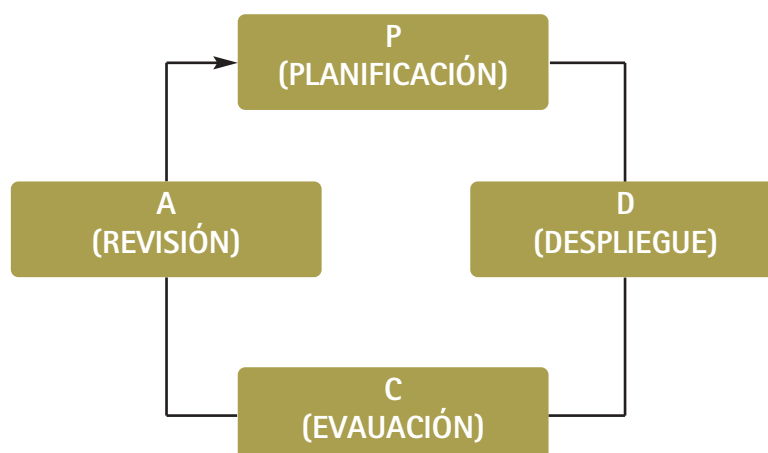 P
(PLANIFICACIÓN)
A
(REVISIÓN)
D
(DESPLIEGUE)
C
(EVAUACIÓN)